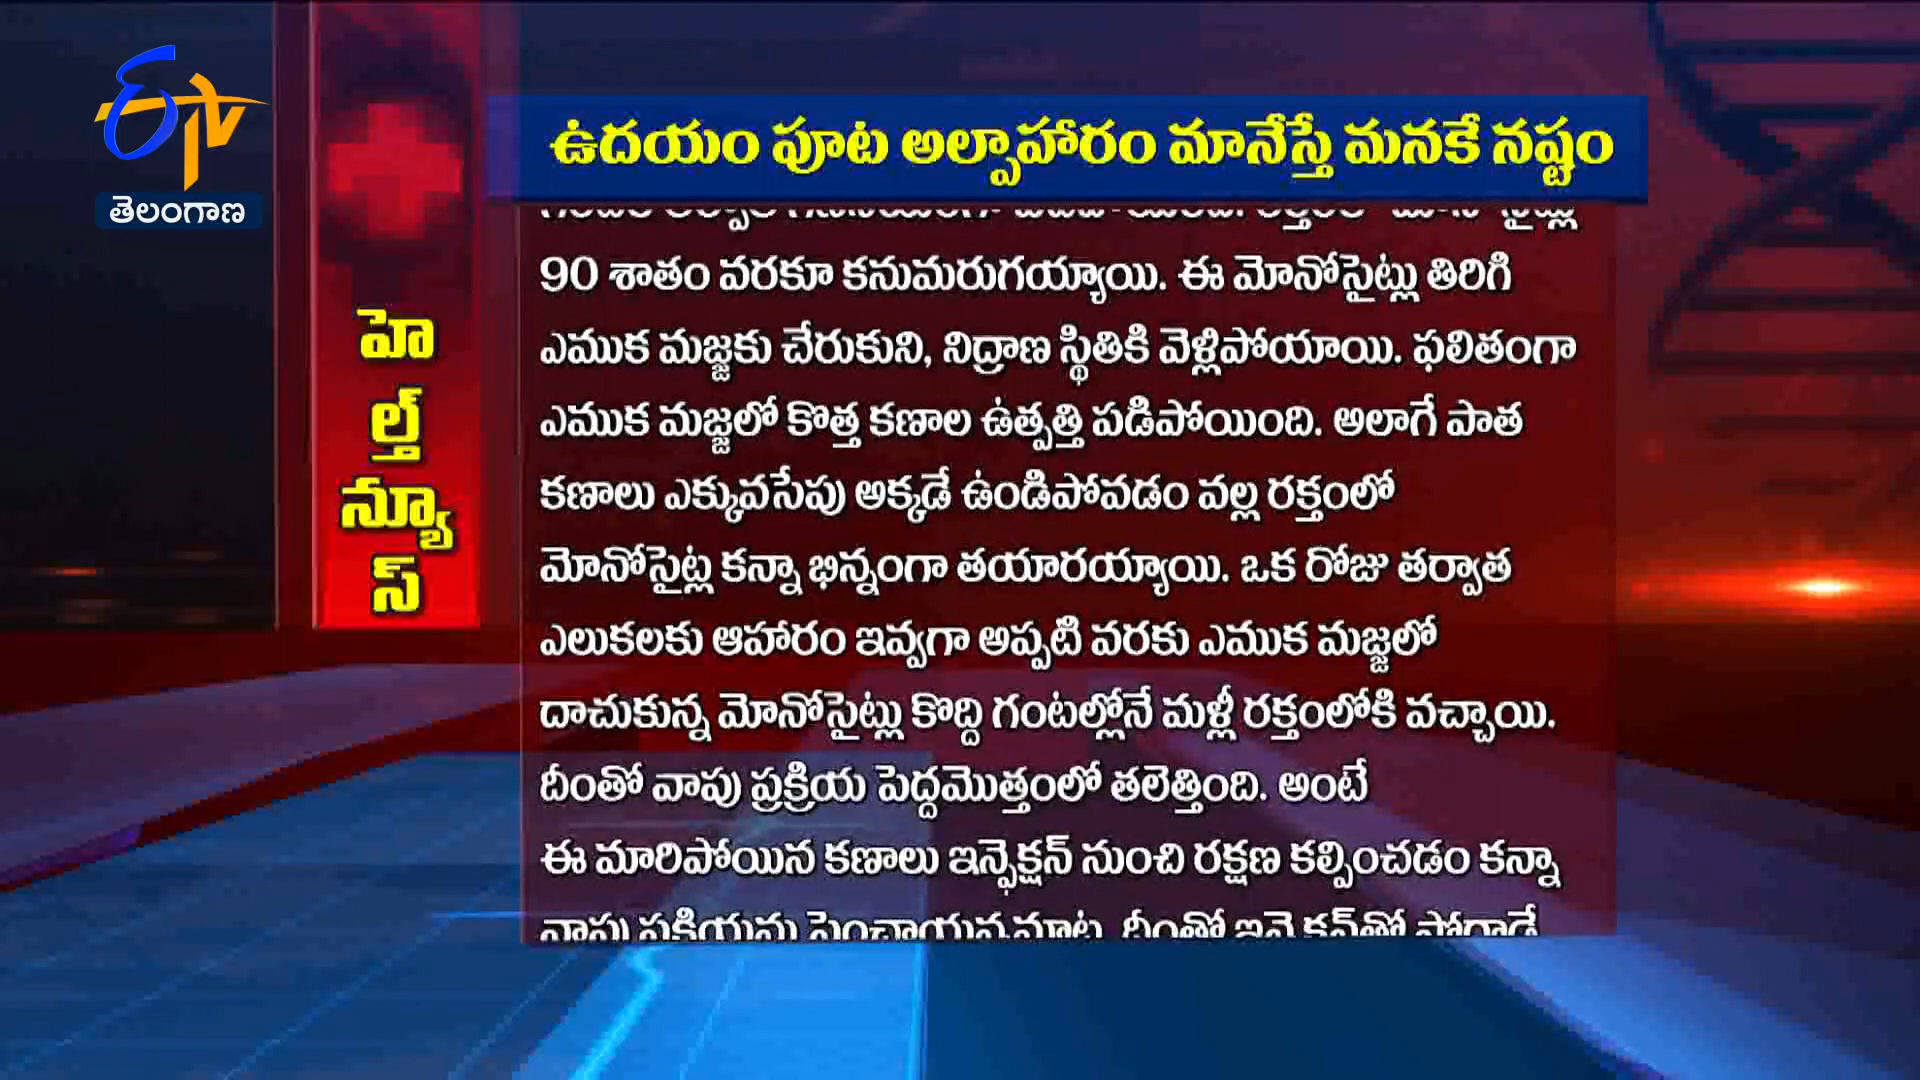 ETV
తెలంగాణ
హెల్త్ న్యూస్
ఉదయం పూట అల్పాహారం మానేస్తే మనకే నష్టం
90 శాతం వరకూ కనుమరుగయ్యాయి. ఈ మోనోసైట్లు తిరిగి
ఎముక మజ్జకు చేరుకుని, నిద్రాణ స్థితికి వెళ్లిపోయాయి. ఫలితంగా
ఎముక మజ్జలో కొత్త కణాల ఉత్పత్తి పడిపోయింది. అలాగే పాత
కణాలు ఎక్కువసేపు అక్కడే ఉండిపోవడం వల్ల రక్తంలో
మోనోసైట్ల కన్నా భిన్నంగా తయారయ్యాయి. ఒక రోజు తర్వాత
ఎలుకలకు ఆహారం ఇవ్వగా అప్పటి వరకు ఎముక మజ్జలో
దాచుకున్న మోనోసైట్లు కొద్ది గంటల్లోనే మళ్లీ రక్తంలోకి వచ్చాయి.
దీంతో వాపు ప్రక్రియ పెద్దమొత్తంలో తలెత్తింది. అంటే
ఈ మారిపోయిన కణాలు ఇన్ఫెక్షన్ నుంచి రక్షణ కల్పించడం కన్నా